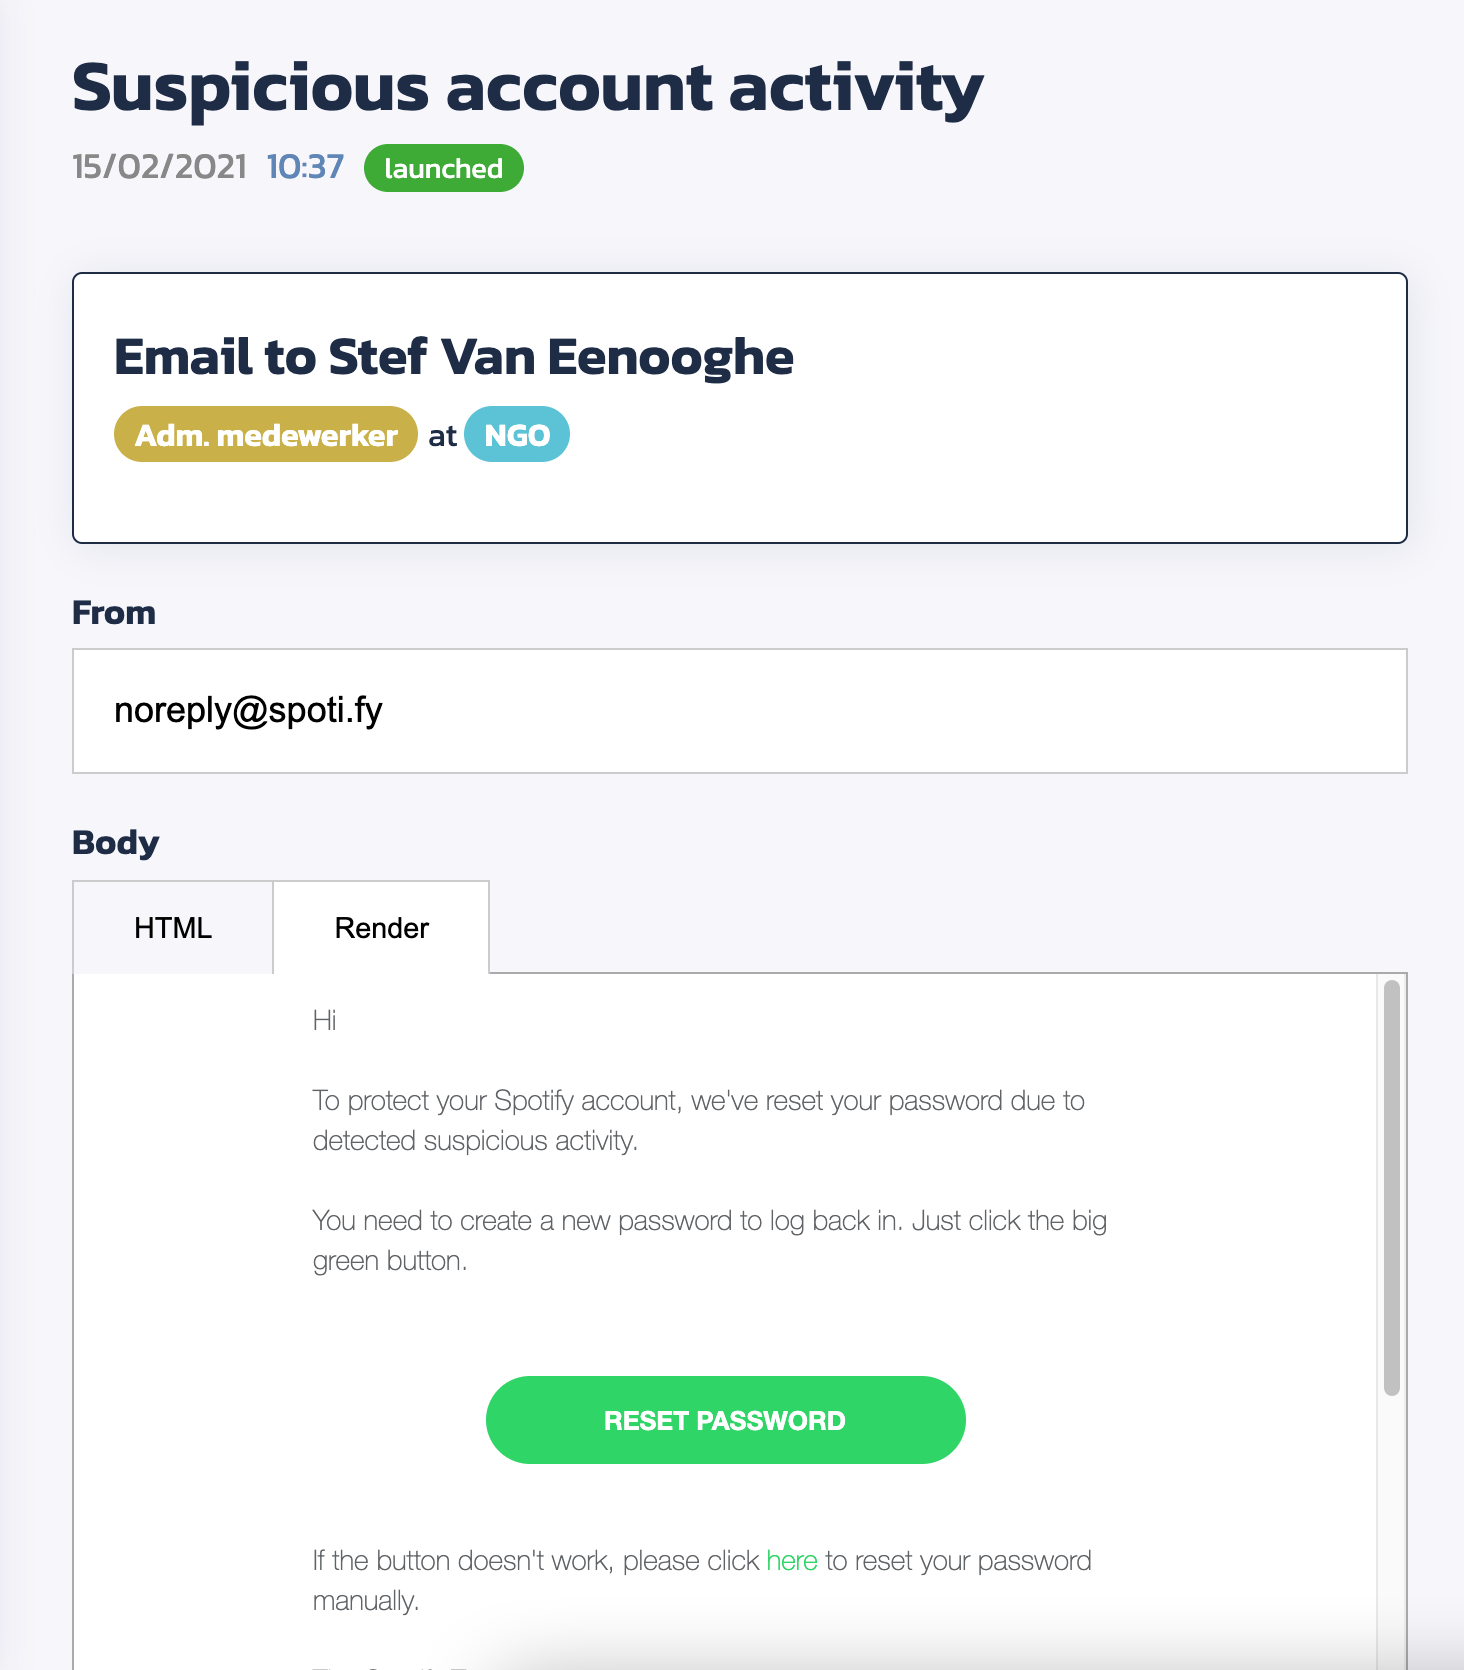 Suspicious account activity
15/02/2021 10:37 launched
Email to Stef Van Eenooghe
Adm. medewerker at NGO
From
noreply@spoti.fy
Body
HTML Render
Hi
To protect your Spotify account, we've reset your password due to
detected suspicious activity.
You need to create a new password to log back in. Just click the big
green button.
RESET PASSWORD
If the button doesn't work, please click here to reset your password
manually.